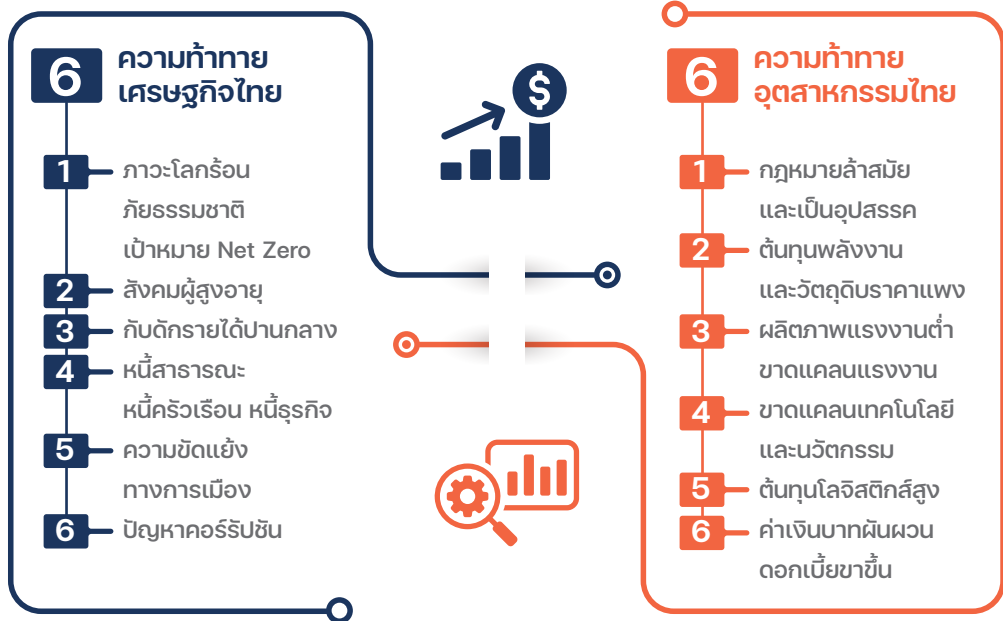 6
ความท้าทาย
เศรษฐกิจไทย
1 ภาวะโลกร้อน
ภัยธรรมชาติ
เป้าหมาย Net Zero
2 สังคมผู้สูงอายุ
3 กับดักรายได้ปานกลาง
4 หนี้สาธารณะ
หนี้ครัวเรือน หนี้ธุรกิจ
5 ความขัดแย้ง
ทางการเมือง
6 ปัญหาคอร์รัปชัน
$
6
ความท้าทาย
อุตสาหกรรมไทย
1 กฎหมายล้าสมัย
และเป็นอุปสรรค
2 ต้นทุนพลังงาน
และวัตถุดิบราคาแพง
3 ผลิตภาพแรงงานต่ำ
ขาดแคลนแรงงาน
4 ขาดแคลนเทคโนโลยี
และนวัตกรรม
5 ต้นทุนโลจิสติกส์สูง
6 ค่าเงินบาทผันผวน
ดอกเบี้ยขาขึ้น